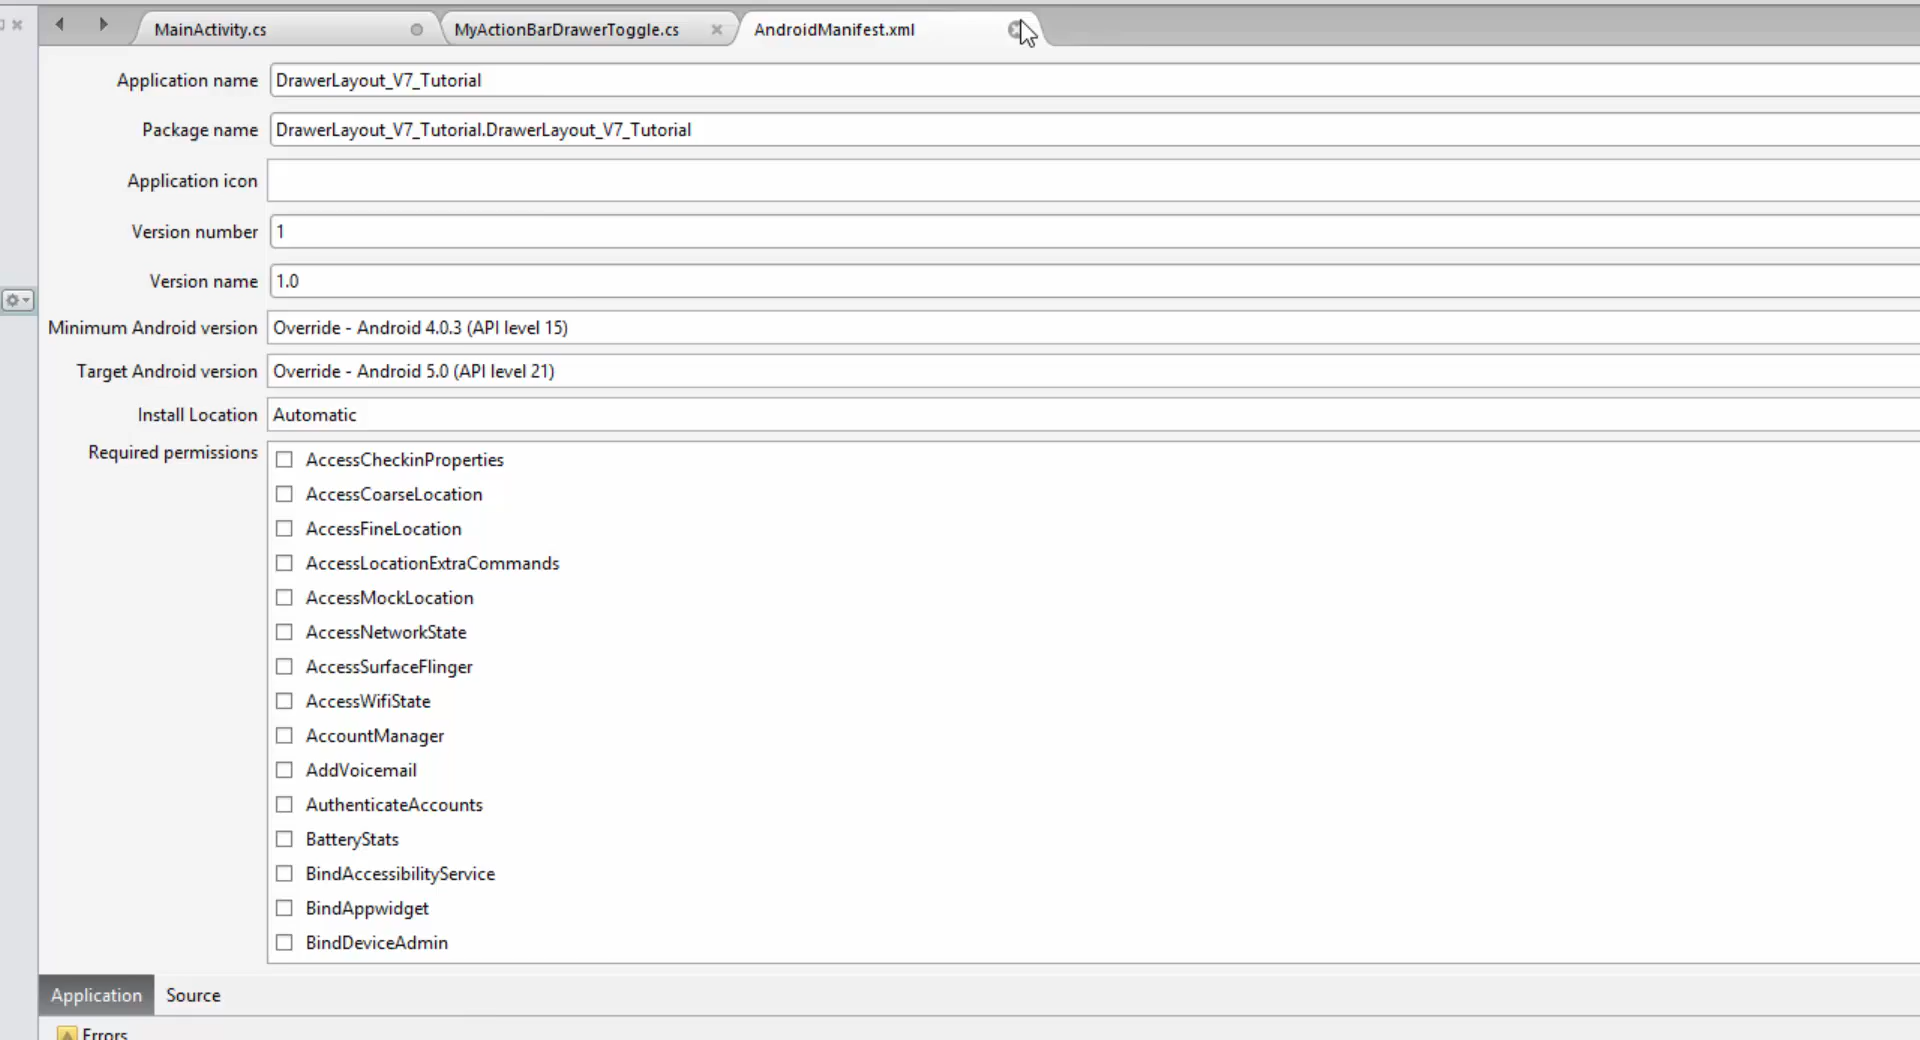 MainActivity.cs
MyActionBarDrawerToggle.cs
AndroidManifest.xml
Application name DrawerLayout_V7_Tutorial
Package name DrawerLayout_V7_Tutorial.DrawerLayout_V7_Tutorial
Application icon
Version number 1
Version name 1.0
Minimum Android version Override - Android 4.0.3 (API level 15)
Target Android version Override - Android 5.0 (API level 21)
Install Location Automatic
Required permissions
AccessCheckinProperties
AccessCoarseLocation
AccessFineLocation
AccessLocationExtraCommands
AccessMockLocation
AccessNetworkState
AccessSurfaceFlinger
AccessWifiState
AccountManager
AddVoicemail
AuthenticateAccounts
BatteryStats
BindAccessibilityService
BindAppwidget
BindDeviceAdmin
Application Source
Errors